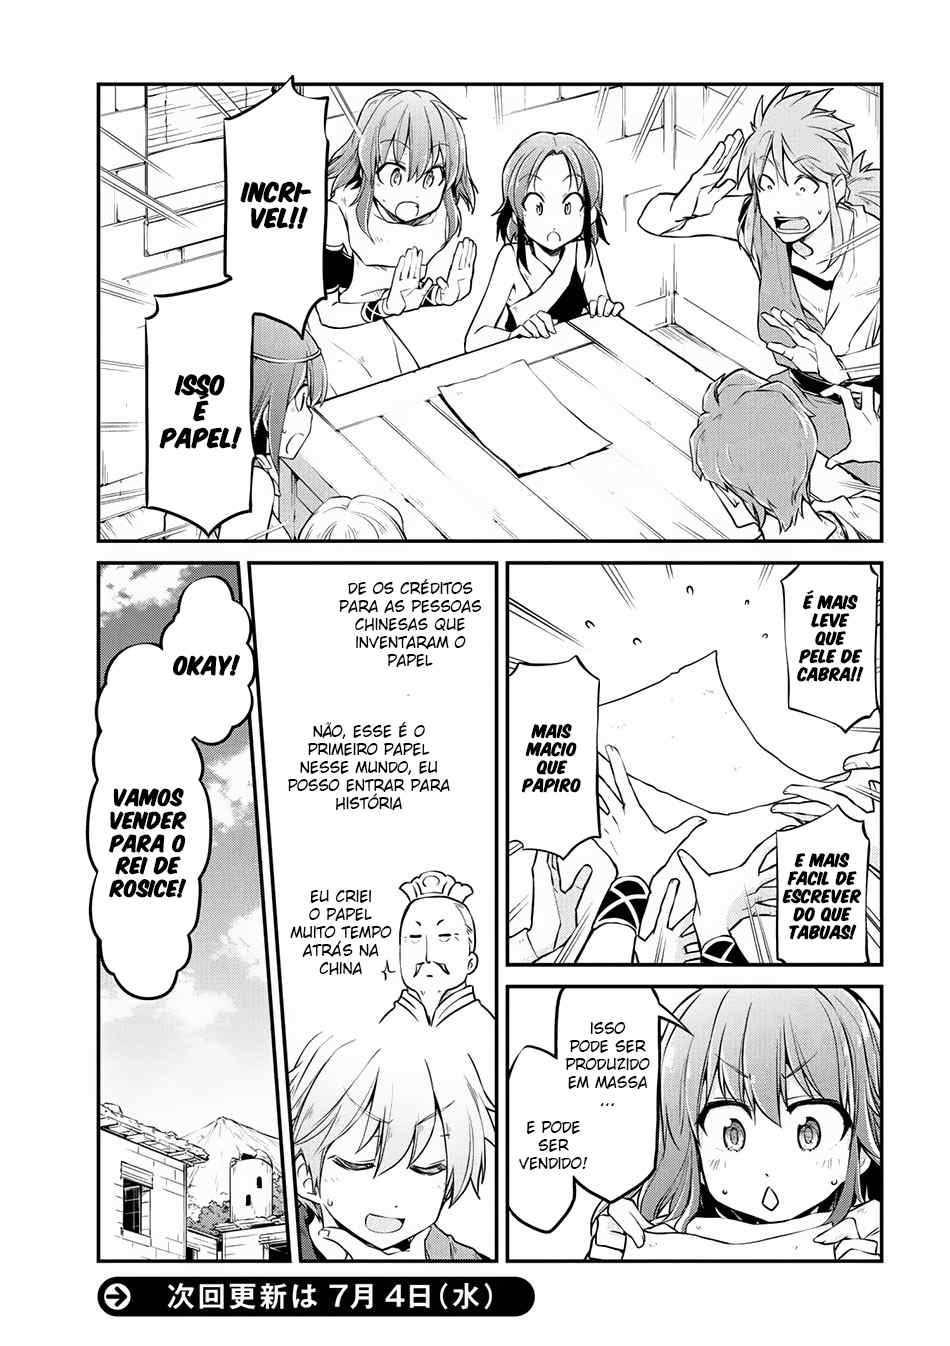 INCRI-
VEL!!
ISSO
É
PAPEL!
É MAIS
LEVE
QUE
PELE DE
CABRA!!
MAIS
MACIO QUE
PAPIRO
E MAIS
FACIL DE
ESCREVER
DO QUE
TABUAS!
ISSO
PODE SER
PRODUZIDO
EM MASSA
...
E PODE
SER
VENDIDO!
DE OS CRÉDITOS
PARA AS PESSOAS
CHINESAS QUE
INVENTARAM O
PAPEL
NÃO, ESSE É O
PRIMEIRO PAPEL
NESSE MUNDO, EU
POSSO ENTRAR PARA
HISTÓRIA
EU CRIEI
O PAPEL
MUITO TEMPO
ATRÁS NA
CHINA
OKAY!
VAMOS
VENDER
PARA O
REI DE
ROSICE!
次回更新は 7月4日(水)